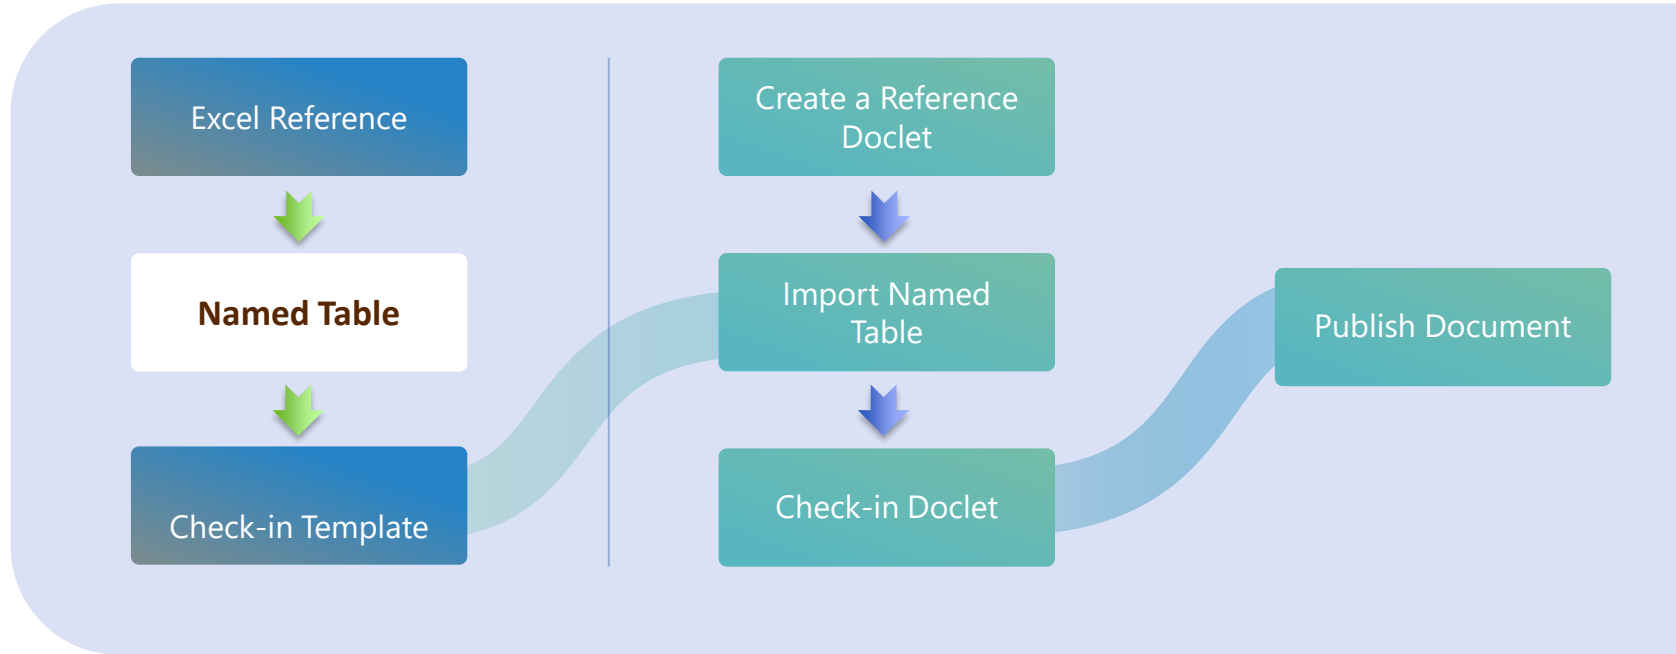 Excel Reference
Named Table
Check-in Template
Create a Reference
Doclet
Import Named
Table
Check-in Doclet
Publish Document